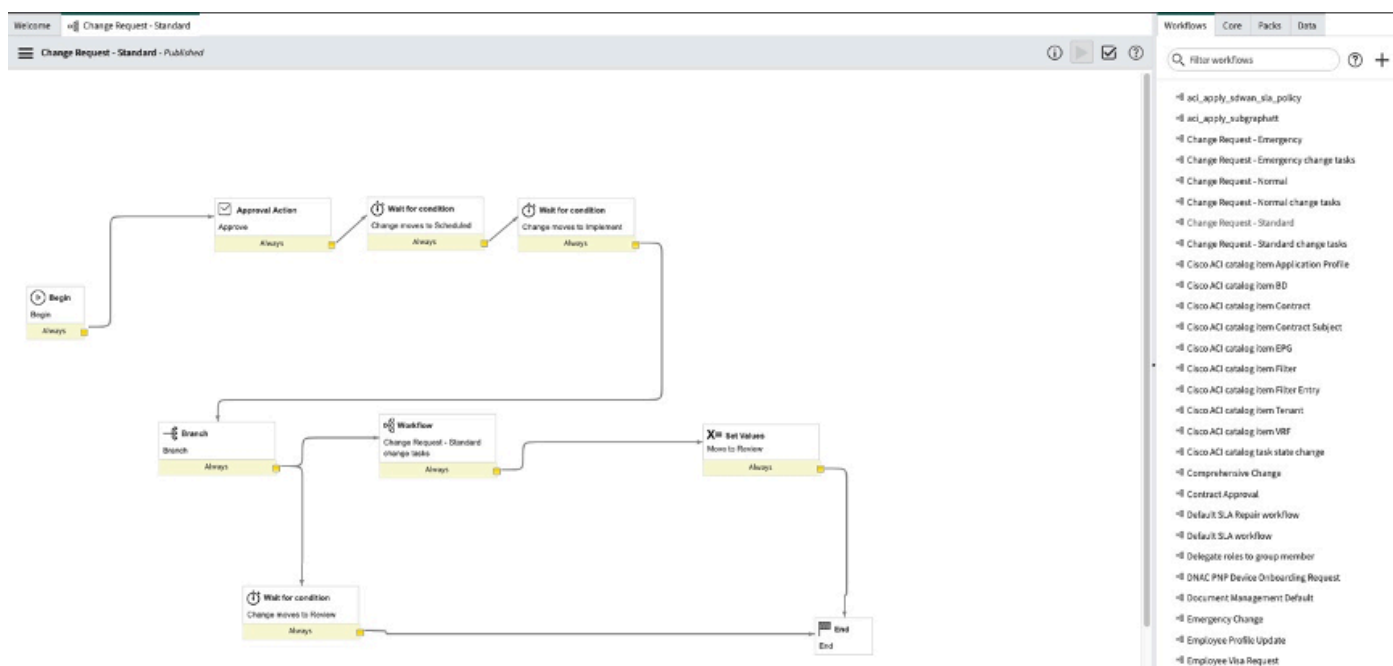 Welcome
Change Request - Standard
Workflows Core Packs Data
Change Request - Standard - Published
Filter workflows
Approval Action
Approve
Always
Wait for condition
Change moves to Scheduled
Always
Wait for condition
Change moves to Implement
Always
Begin
Begin
Always
Branch
Branch
Always
Workflow
Change Request - Standard
change tasks
Always
X= Set Values
Move to Review
Always
Wait for condition
Change moves to Review
Always
End
End
aci_apply_sdwan_sla_policy
aci_apply_subgraphatt
Change Request - Emergency
Change Request - Emergency change tasks
Change Request - Normal
Change Request - Normal change tasks
Change Request - Standard
Change Request - Standard change tasks
Cisco ACI catalog item Application Profile
Cisco ACI catalog item BD
Cisco ACI catalog item Contract
Cisco ACI catalog item Contract Subject
Cisco ACI catalog item EPG
Cisco ACI catalog item Filter
Cisco ACI catalog item Filter Entry
Cisco ACI catalog item Tenant
Cisco ACI catalog item VRF
Cisco ACI catalog task state change
Comprehensive Change
Contract Approval
Default SLA Repair workflow
Default SLA workflow
Delegate roles to group member
DNAC PNP Device Onboarding Request
Document Management Default
Emergency Change
Employee Profile Update
Employee Visa Request